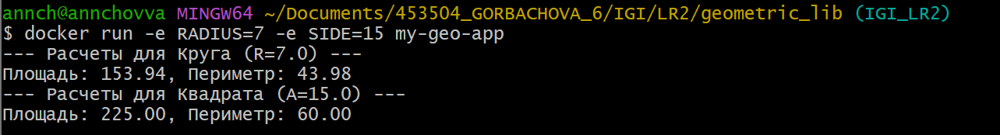 annch@annchovva MINGW64 ~/Documents/453504_GORBACHOVA_6/IGI/LR2/geometric_lib (IGI_LR2)
$ docker run -e RADIUS=7 -e SIDE=15 my-geo-app
--- Расчеты для Круга (R=7.0) ---
Площадь: 153.94, Периметр: 43.98
--- Расчеты для Квадрата (A=15.0) ---
Площадь: 225.00, Периметр: 60.00